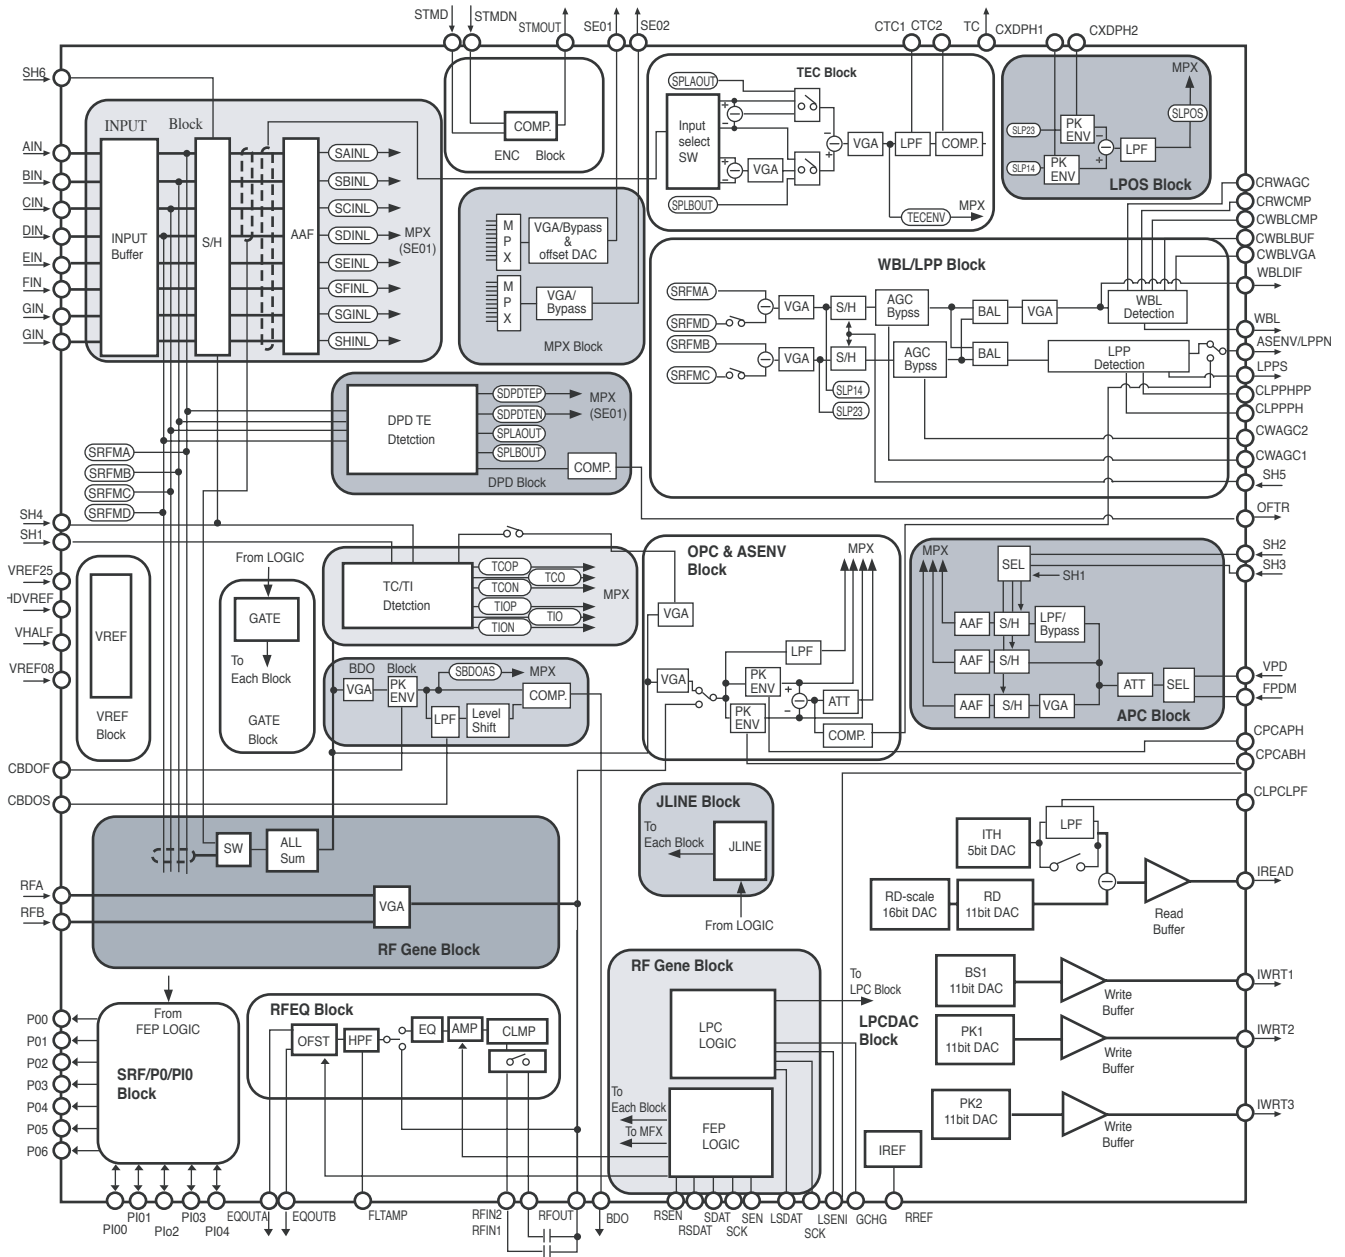 STMD
STMDN
STMOUT
SE01
SE02
CTC1
CTC2
TC
CXDPH1
CXDPH2
SH6
INPUT Block
AIN
BIN
CIN
DIN
EIN
FIN
GIN
GIN
INPUT
Buffer
S/H
AAF
SAINL
SBINL
SCINL
SDINL
SEINL
SFINL
SGINL
SHINL
MPX
(SE01)
COMP.
ENC Block
M
P
X
VGA/Bypass
&
offset DAC
M
P
X
VGA/
Bypass
MPX Block
TEC Block
SPLAOUT
Input
select
SW
SPLBOUT
+
−
+
−
VGA
−
+
VGA
LPF
COMP.
TECENV
MPX
MPX
SLPOS
SLP23
PK
ENV
SLP14
PK
ENV
−
+
LPF
LPOS Block
CRWAGC
CRWCMP
CWBLCMP
CWBLBUF
CWBLVGA
WBLDIF
WBL
ASENV/LPPN
LPPS
CLPPHPP
CLPPPH
CWAGC2
CWAGC1
SH5
OFTR
WBL/LPP Block
SRFMA
SRFMD
SRFMB
SRFMC
VGA
VGA
S/H
S/H
AGC
Bypss
AGC
Bypss
BAL
BAL
VGA
WBL
Detection
LPP
Detection
SLP14
SLP23
DPD TE
Dtetction
SDPDTEP
SDPDTEN
SPLAOUT
SPLBOUT
MPX
(SE01)
COMP.
DPD Block
SRFMA
SRFMB
SRFMC
SRFMD
SH4
SH1
VREF25
HDVREF
VHALF
VREF08
VREF
VREF
Block
From LOGIC
GATE
To
Each Block
GATE
Block
TC/TI
Dtetction
TCOP
TCO
TCON
TIOP
TIO
TION
MPX
BDO Block
VGA
PK
ENV
SBDOAS
MPX
LPF
Level
Shift
COMP.
OPC & ASENV
Block
MPX
VGA
VGA
LPF
PK
ENV
PK
ENV
+
−
ATT
COMP.
MPX
SEL
SH1
AAF
S/H
LPF/
Bypass
AAF
S/H
AAF
S/H
VGA
ATT
SEL
APC Block
SH2
SH3
VPD
FPDM
CPCAPH
CPCABH
CLPCLPF
CBDOF
CBDOS
SW
ALL
Sum
RFA
RFB
VGA
RF Gene Block
JLINE Block
To
Each Block
JLINE
From LOGIC
ITH
5bit DAC
LPF
RD-scale
16bit DAC
RD
11bit DAC
Read
Buffer
IREAD
BS1
11bit DAC
Write
Buffer
IWRT1
LPCDAC
Block
PK1
11bit DAC
Write
Buffer
IWRT2
PK2
11bit DAC
Write
Buffer
IWRT3
IREF
From
FEP LOGIC
P00
P01
P02
P03
P04
P05
P06
SRF/P0/PI0
Block
RFEQ Block
OFST
HPF
EQ
AMP
CLMP
RF Gene Block
LPC
LOGIC
To
LPC Block
FEP
LOGIC
To
Each Block
To MFX
PI00
PI01
PIo2
PI03
PI04
EQOUTA
EQOUTB
FLTAMP
RFIN2
RFIN1
RFOUT
BDO
RSEN
RSDAT
SDAT
SCK
SEN
LSDAT
SCK
LSENI
GCHG
RREF